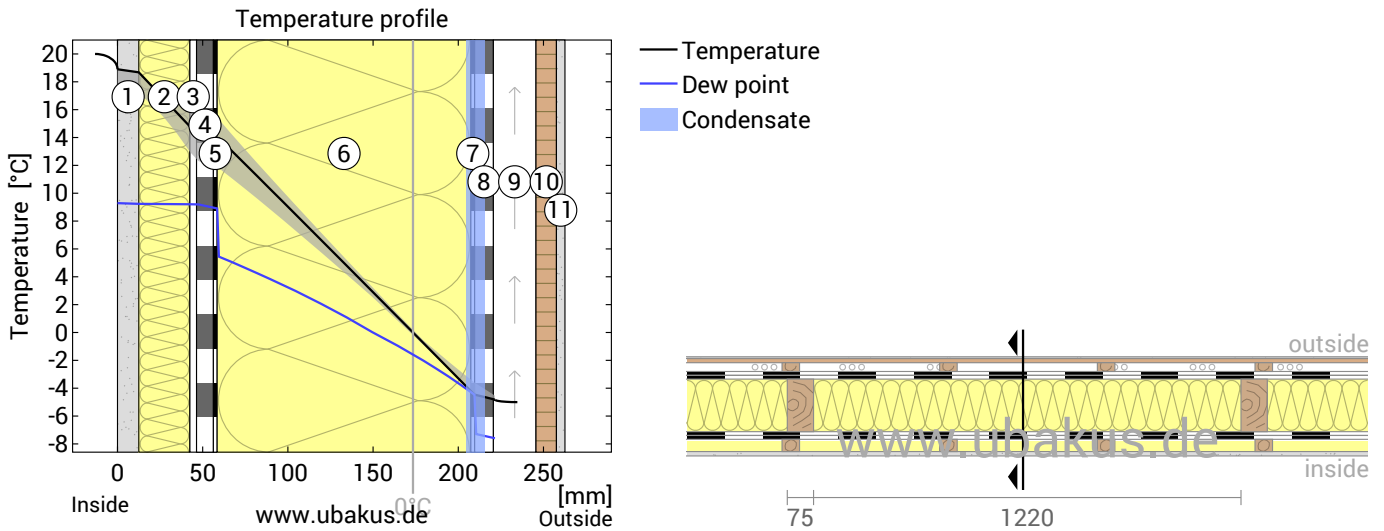 Temperature profile
Temperature [°C]
20
18
16
14
12
10
8
6
4
2
0
-2
-4
-6
-8
1
2
3
4
5
6
7
8
9
10
11
0
50
100
150
200
250
[mm]
Inside
0°C
www.ubakus.de
Outside
Temperature
Dew point
Condensate
outside
www.ubakus.de
inside
75
1220